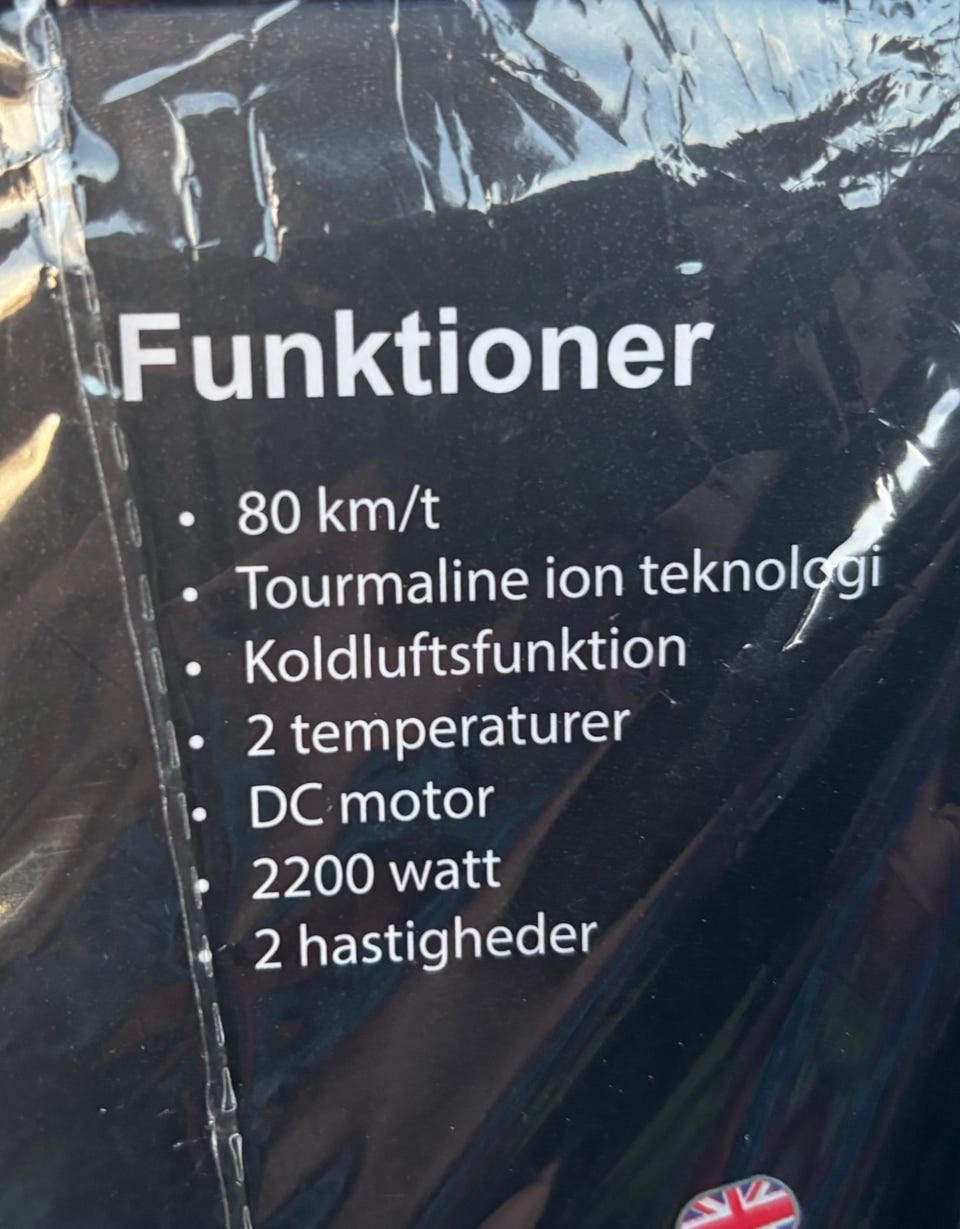 Funktioner
• 80 km/t
• Tourmaline ion teknologi
• Koldluftsfunktion
• 2 temperaturer
• DC motor
• 2200 watt
• 2 hastigheder